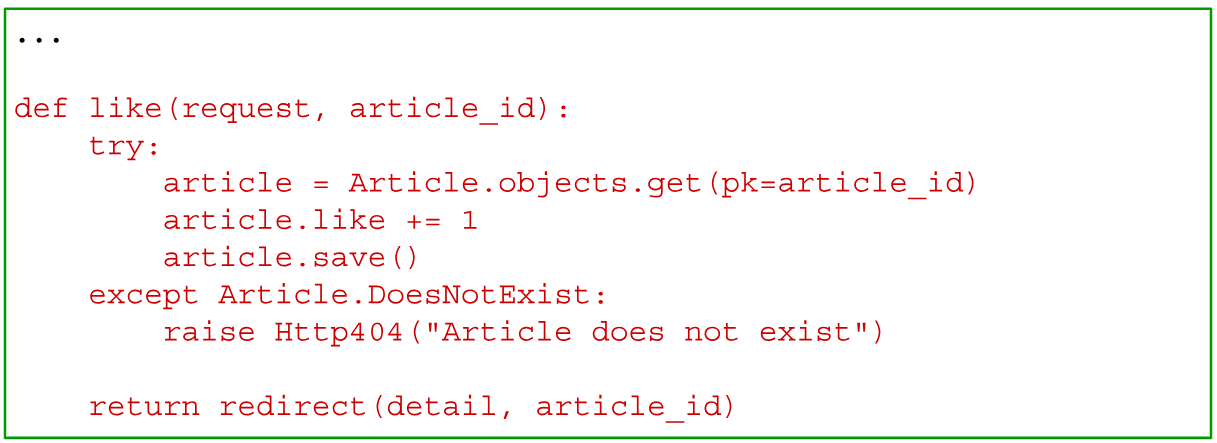 ...
def like(request, article_id):
    try:
        article = Article.objects.get(pk=article_id)
        article.like += 1
        article.save()
    except Article.DoesNotExist:
        raise Http404("Article does not exist")
    return redirect(detail, article_id)